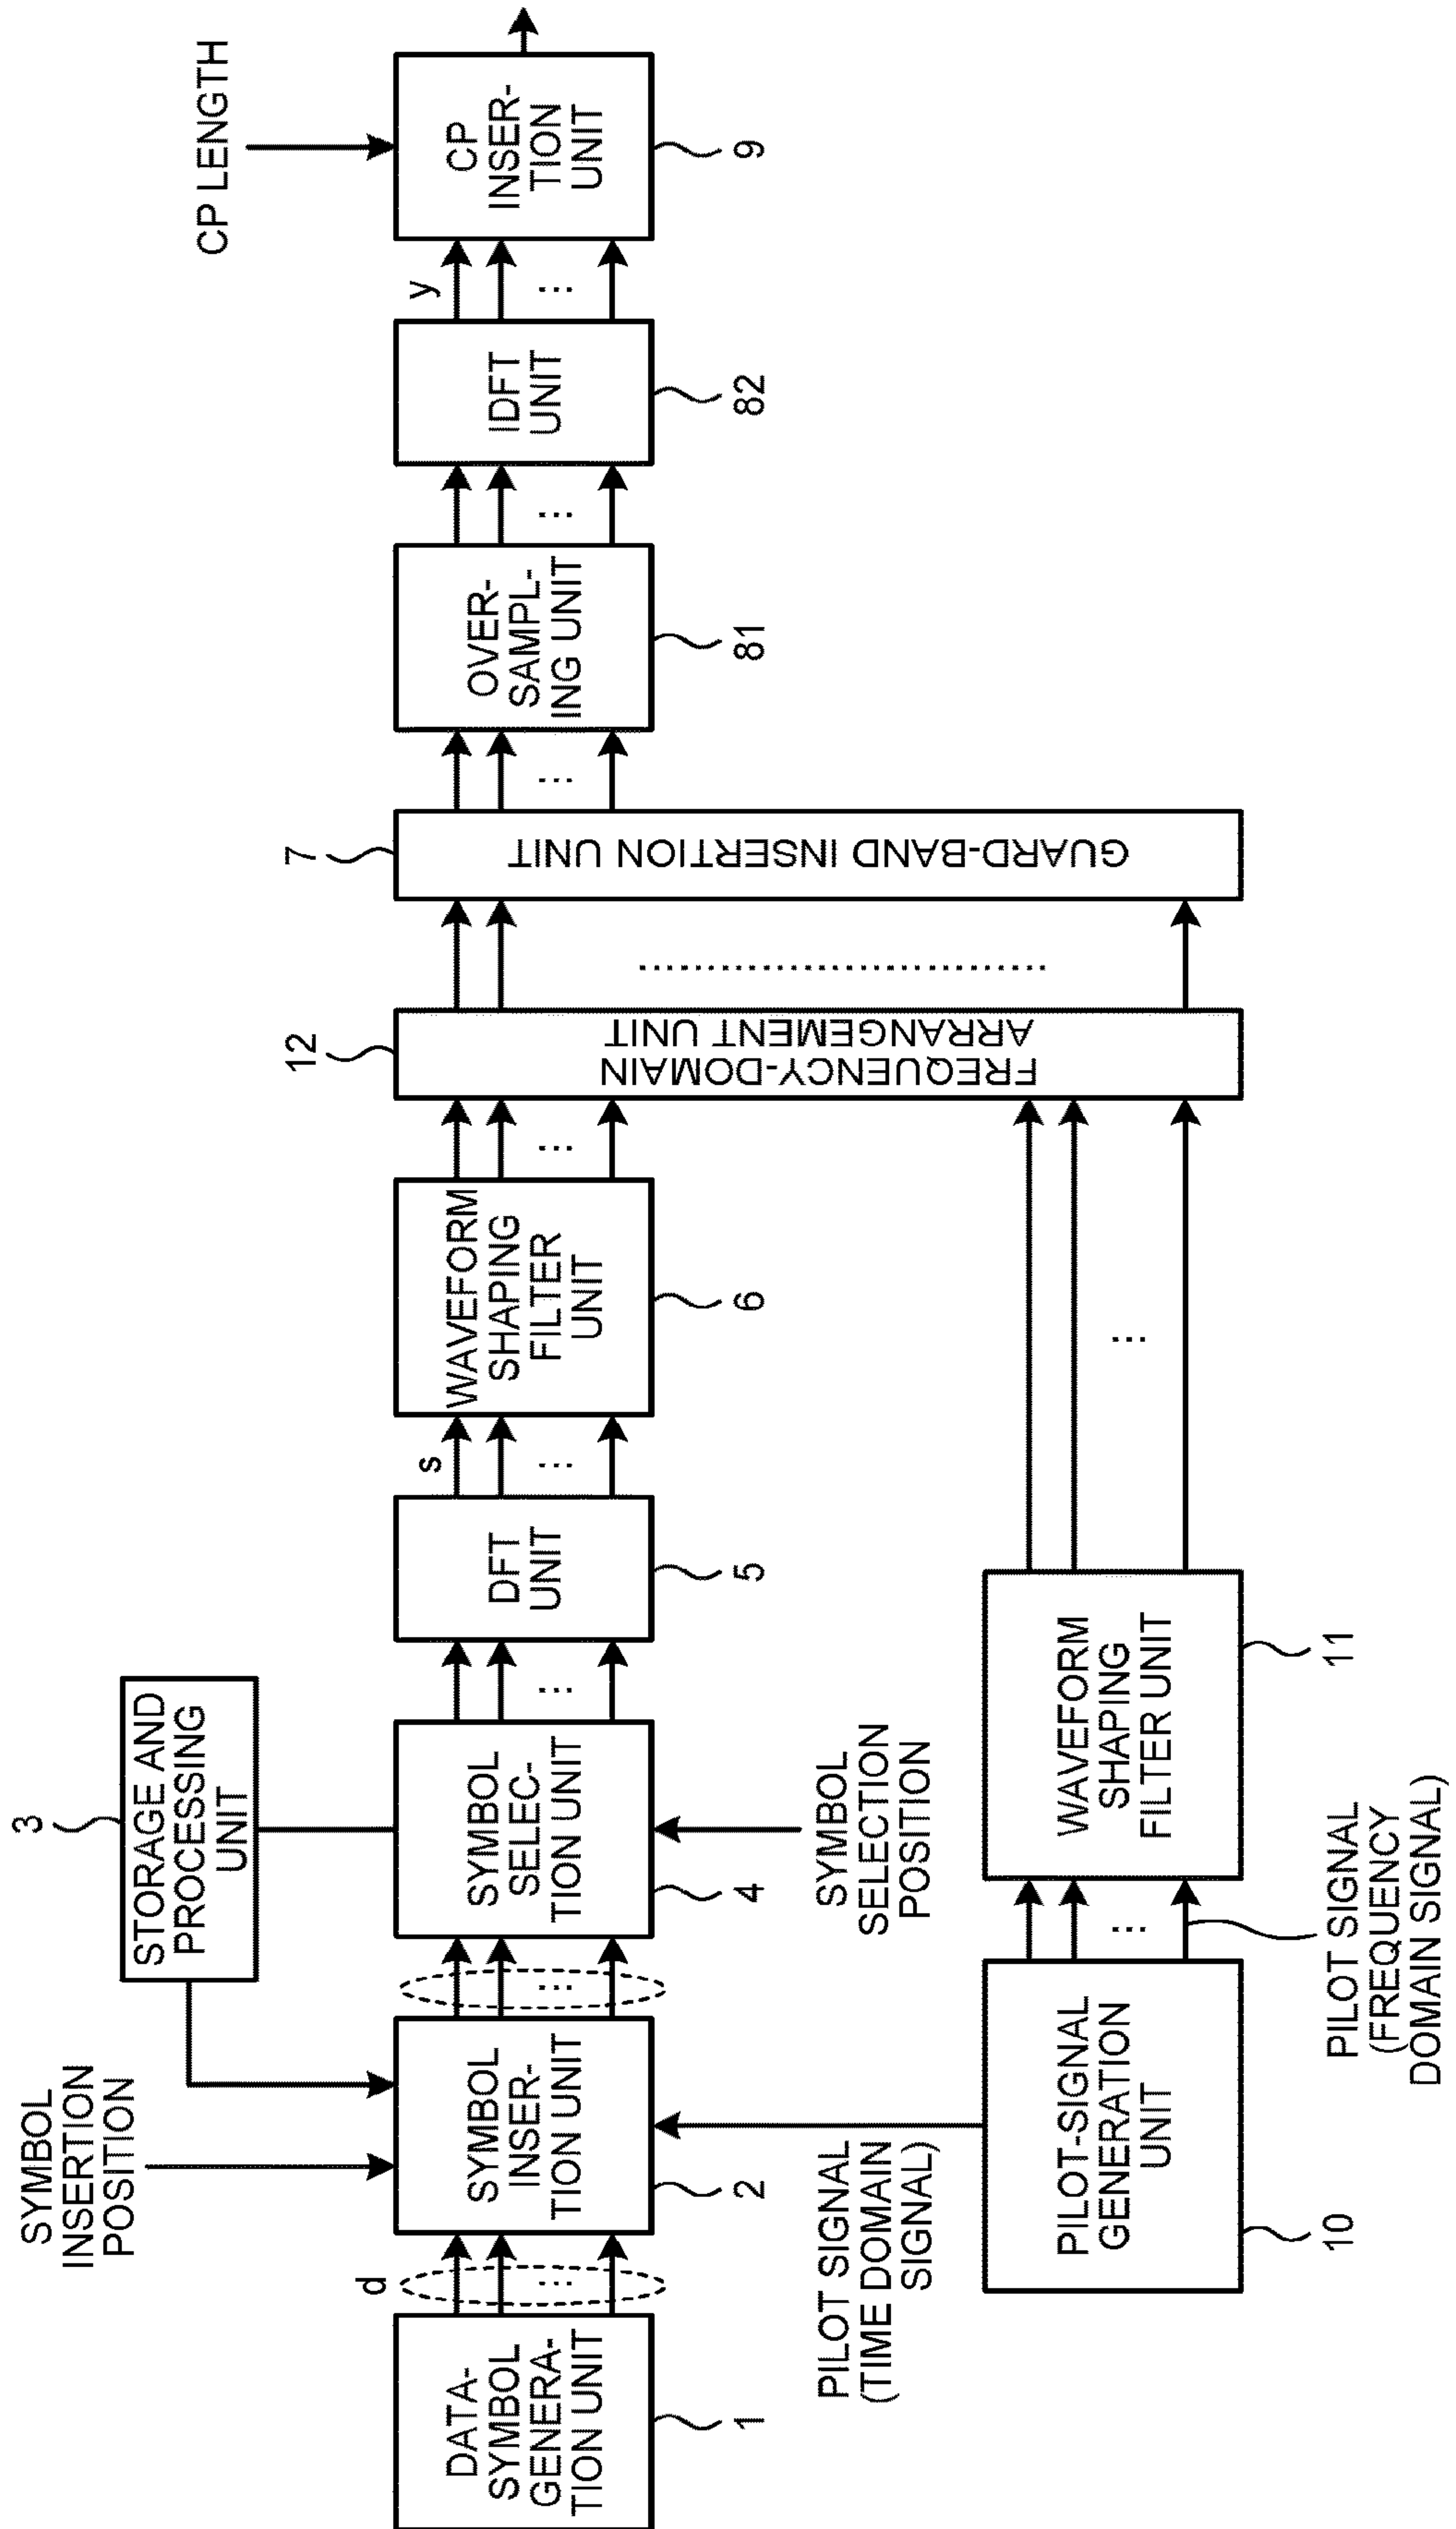 SYMBOL
INSERTION
POSITION
3
STORAGE AND
PROCESSING
UNIT
CP LENGTH
DATA-
SYMBOL
GENERA-
TION UNIT
1
d
...
SYMBOL
INSER-
TION UNIT
2
...
SYMBOL
SELEC-
TION UNIT
4
SYMBOL
SELECTION
POSITION
...
DFT
UNIT
5
s
...
WAVEFORM
SHAPING
FILTER
UNIT
6
...
12
FREQUENCY-DOMAIN
ARRANGEMENT UNIT
7
GUARD-BAND INSERTION UNIT
...
OVER-
SAMPL-
ING UNIT
81
...
IDFT
UNIT
82
y
...
CP
INSER-
TION
UNIT
9
PILOT SIGNAL
(TIME DOMAIN
SIGNAL)
PILOT-SIGNAL
GENERATION
UNIT
10
...
PILOT SIGNAL
(FREQUENCY
DOMAIN SIGNAL)
WAVEFORM
SHAPING
FILTER UNIT
11
...